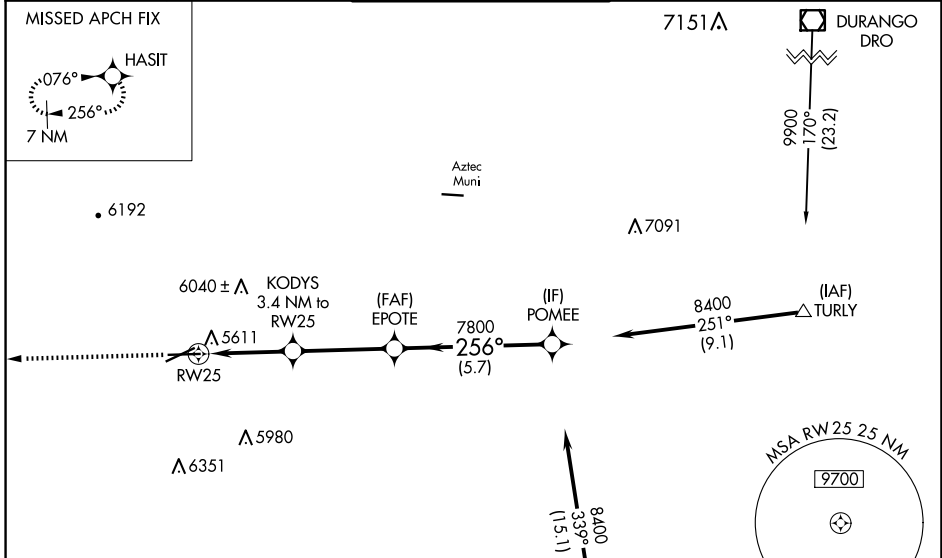 MISSED APCH FIX
HASIT
076°
256°
7 NM
7151
DURANGO
DRO
9900
170°
(23.2)
Aztec
Muni
6192
7091
6040 ±
KODYS
3.4 NM to
RW25
(FAF)
EPOTE
(IF)
POMEE
7800
256°
(5.7)
8400
251°
(9.1)
(IAF)
TURLY
5611
RW25
5980
6351
8400
339°
(15.1)
MSA RW 25 25 NM
9700